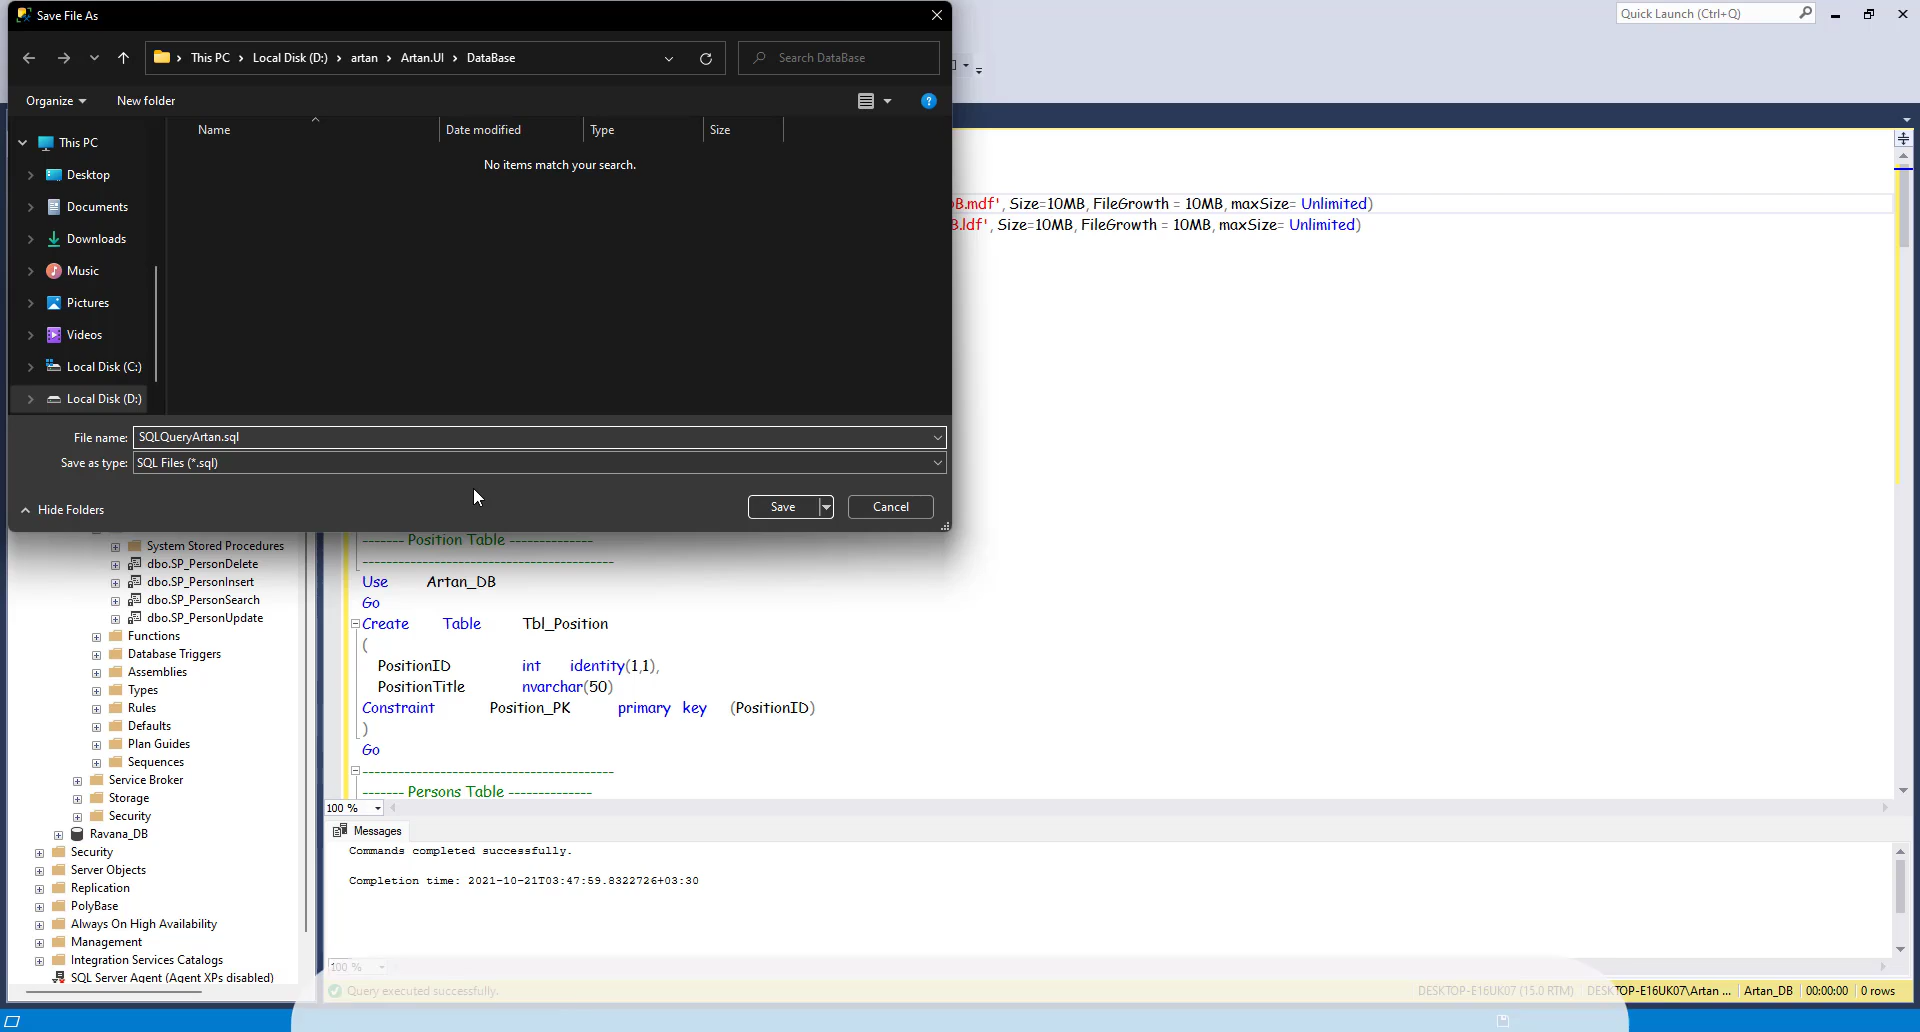 Save File As
Quick Launch (Ctrl+Q)
This PC > Local Disk (D:) > artan > Artan.UI > DataBase
Search DataBase
Organize
New folder
Name
Date modified
Type
Size
No items match your search.
This PC
Desktop
Documents
Downloads
Music
Pictures
Videos
Local Disk (C:)
Local Disk (D:)
File name: SQLQueryArtan.sql
Save as type: SQL Files (*.sql)
Hide Folders
Save
Cancel
B.mdf', Size=10MB, FileGrowth = 10MB, maxSize= Unlimited)
B.ldf', Size=10MB, FileGrowth = 10MB, maxSize= Unlimited)
System Stored Procedures
dbo.SP_PersonDelete
dbo.SP_PersonInsert
dbo.SP_PersonSearch
dbo.SP_PersonUpdate
Functions
Database Triggers
Assemblies
Types
Rules
Defaults
Plan Guides
Sequences
Service Broker
Storage
Security
Ravana_DB
Security
Server Objects
Replication
PolyBase
Always On High Availability
Management
Integration Services Catalogs
SQL Server Agent (Agent XPs disabled)
------- Position Table --------------
------------------------------------------
Use Artan_DB
Go
Create Table Tbl_Position
(
PositionID int identity(1,1),
PositionTitle nvarchar(50)
Constraint Position_PK primary key (PositionID)
)
Go
------------------------------------------
------- Persons Table --------------
100 %
Messages
Commands completed successfully.
Completion time: 2021-10-21T03:47:59.8322726+03:30
100 %
Query executed successfully.
DESKTOP-E16UK07 (15.0 RTM)
DESKTOP-E16UK07\Artan ...
Artan_DB
00:00:00
0 rows